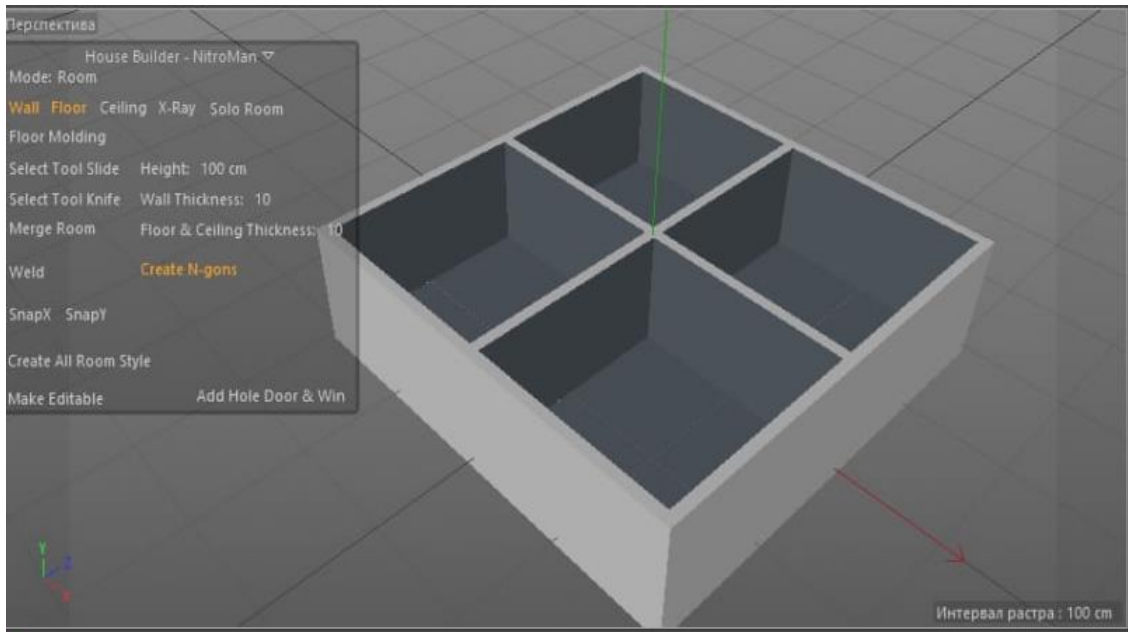 Перспектива
House Builder - NitroMan ▽
Mode: Room
Wall Floor Ceiling X-Ray Solo Room
Floor Molding
Select Tool Slide Height: 100 cm
Select Tool Knife Wall Thickness: 10
Merge Room Floor & Ceiling Thickness: 10
Weld Create N-gons
SnapX SnapY
Create All Room Style
Make Editable Add Hole Door & Win
Y
Z
X
Интервал растра : 100 cm